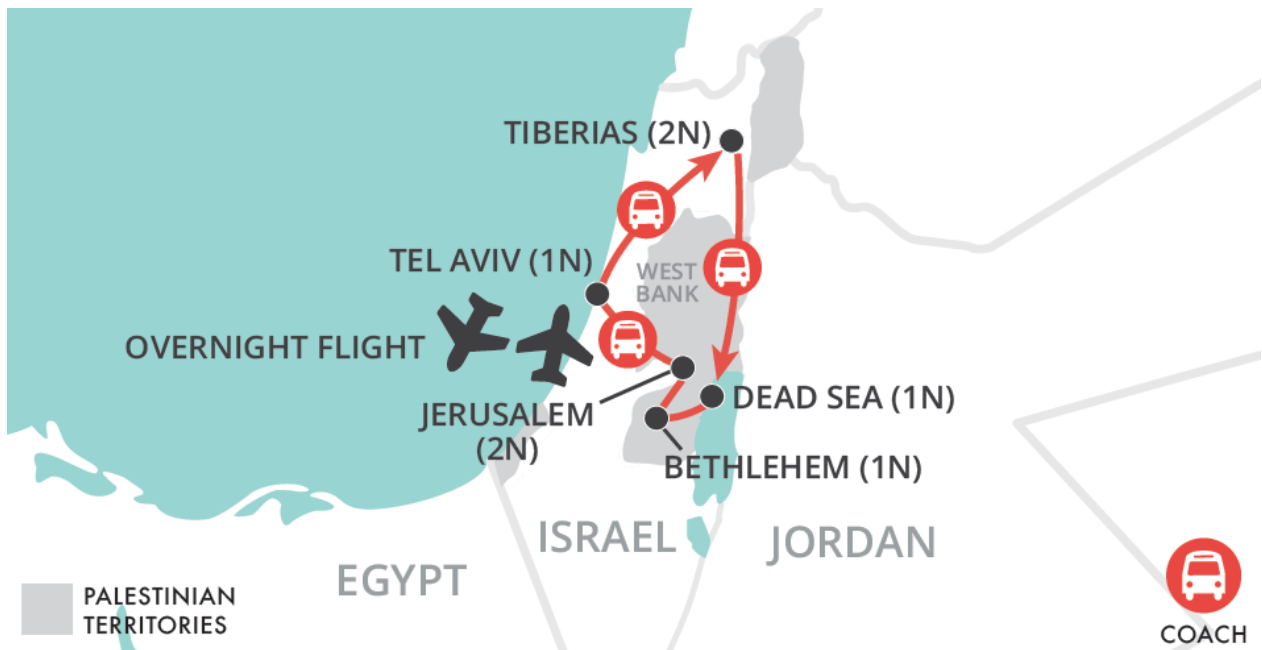 TIBERIAS (2N)
TEL AVIV (1N)
WEST
BANK
OVERNIGHT FLIGHT
JERUSALEM
(2N)
DEAD SEA (1N)
BETHLEHEM (1N)
ISRAEL
JORDAN
EGYPT
PALESTINIAN
TERRITORIES
COACH